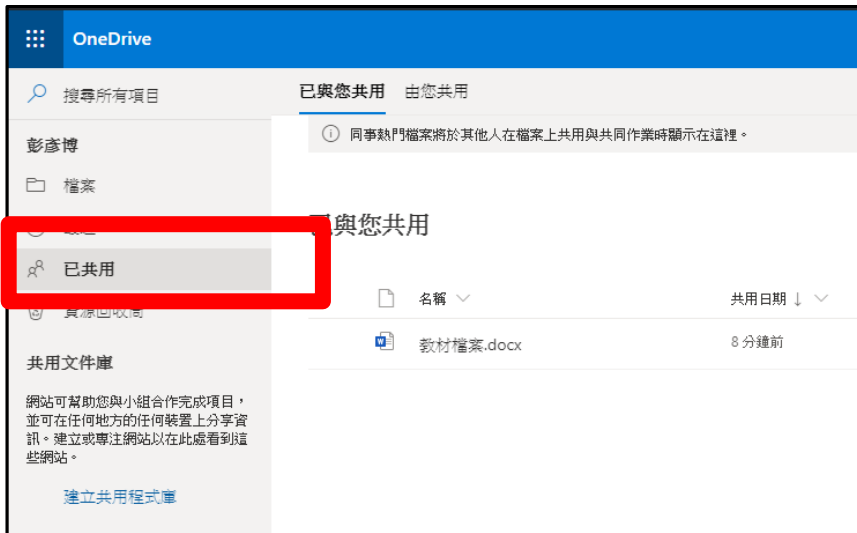 OneDrive
搜尋所有項目
已與您共用 由您共用
同事熱門檔案將於其他人在檔案上共用與共同作業時顯示在這裡。
彭彥博
檔案
與您共用
已共用
名稱 共用日期
資源回收筒
教材檔案.docx 8 分鐘前
共用文件庫
網站可幫助您與小組合作完成項目，
並可在任何地方的任何裝置上分享資
訊。建立或專注網站以在此處看到這
些網站。
建立共用程式庫